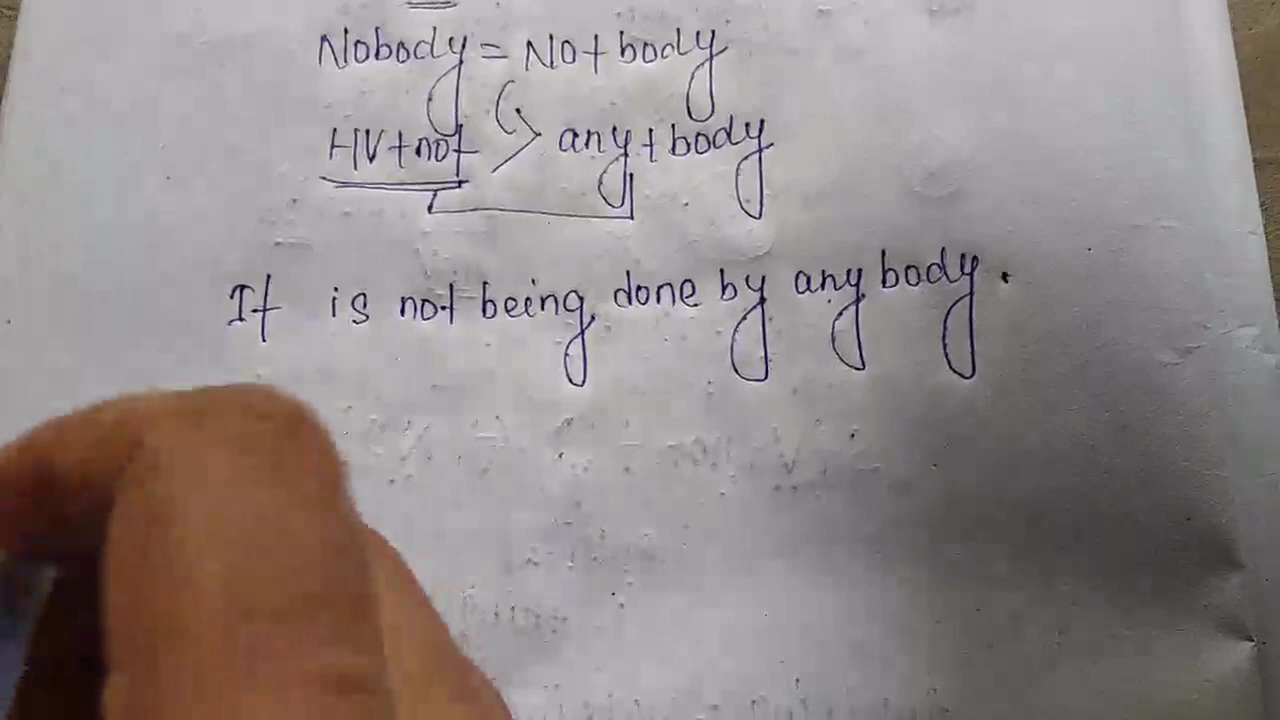 Nobody = No + body
HV + not > any + body
It is not being done by any body.